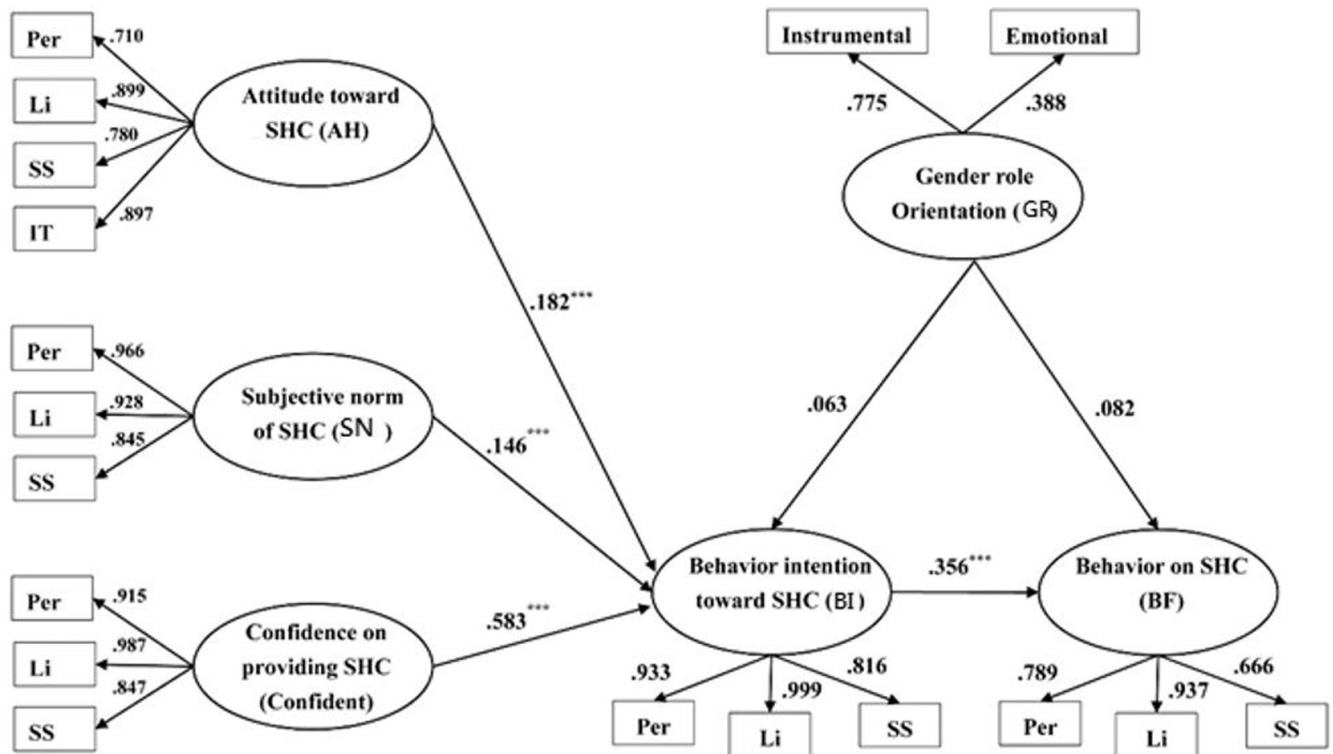 Per
.710
Li
.899
SS
.780
IT
.897
Attitude toward
SHC (AH)
.182***
Instrumental
Emotional
.775
.388
Gender role
Orientation (GR)
.063
.082
Per
.966
Li
.928
SS
.845
Subjective norm
of SHC (SN )
.146***
Per
.915
Li
.987
SS
.847
Confidence on
providing SHC
(Confident)
.583***
Behavior intention
toward SHC (BI)
.356***
Behavior on SHC
(BF)
.933
.999
.816
Per
Li
SS
.789
.937
.666
Per
Li
SS